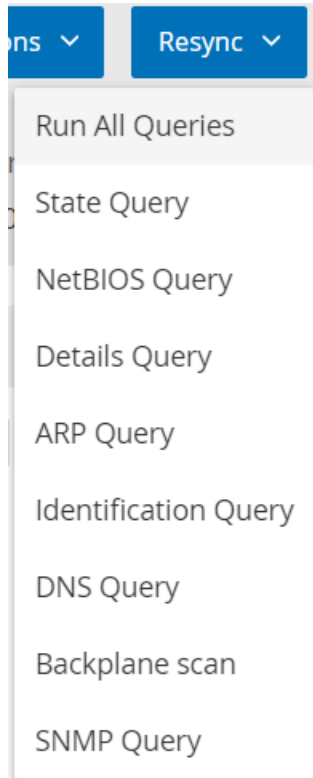 ns Resync
Run All Queries
State Query
NetBIOS Query
Details Query
ARP Query
Identification Query
DNS Query
Backplane scan
SNMP Query